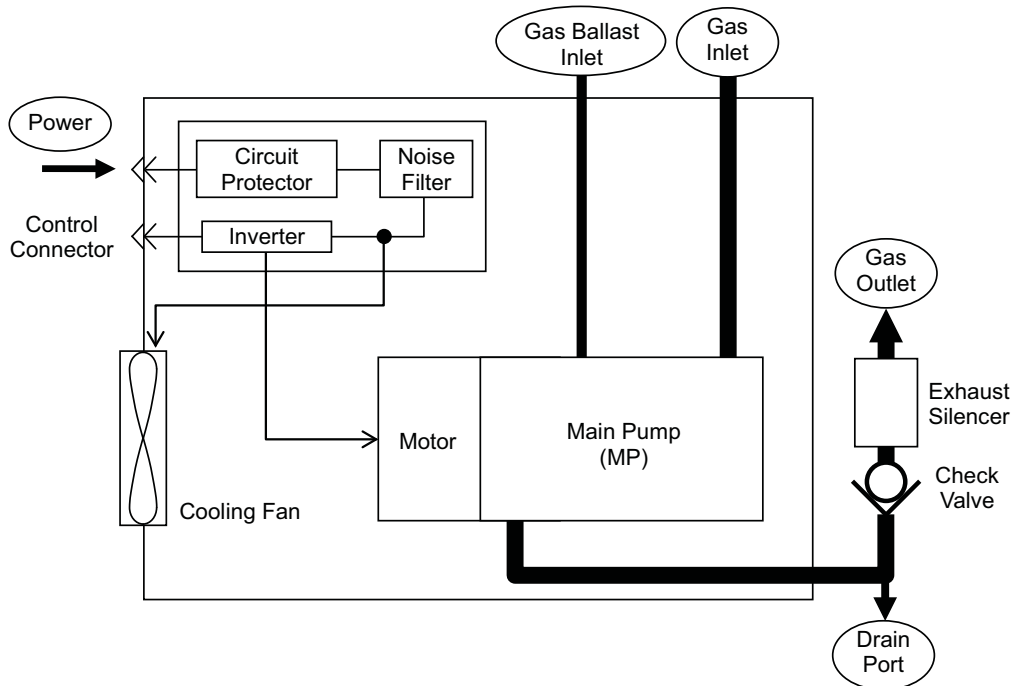 Gas Ballast
Inlet
Gas
Inlet
Power
Circuit
Protector
Noise
Filter
Control
Connector
Inverter
Gas
Outlet
Exhaust
Silencer
Motor
Main Pump
(MP)
Check
Valve
Cooling Fan
Drain
Port